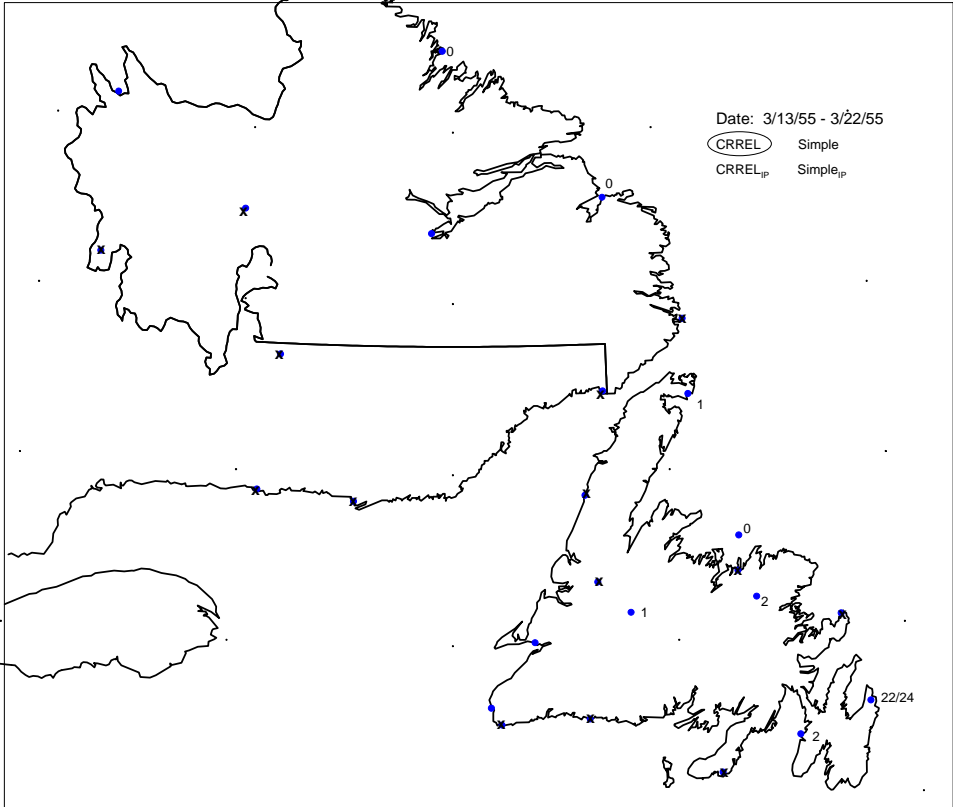 0
Date: 3/13/55 - 3/22/55
CRREL Simple
CRREL_IP Simple_IP
0
x
x
x
x
x
1
x
x
x
0
x
x
2
1
x
22/24
x
x
2
x